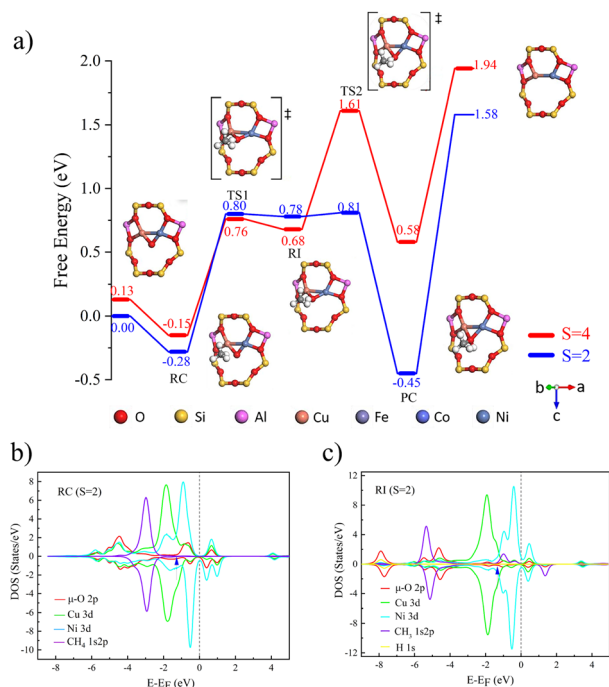 a)
Free Energy (eV)
2.0
1.5
1.0
0.5
0.0
-0.5
0.13
0.00
-0.15
-0.28
RC
‡
TS1
0.80
0.76
0.78
0.68
RI
‡
TS2
1.61
0.81
0.58
-0.45
PC
1.94
1.58
S=4
S=2
b
a
c
O
Si
Al
Cu
Fe
Co
Ni
b)
RC (S=2)
DOS (States/eV)
8
6
4
2
0
2
4
6
8
-10
μ-O 2p
Cu 3d
Ni 3d
CH4 1s2p
-8 -6 -4 -2 0 2 4
E-EF (eV)
c)
RI (S=2)
DOS (States/eV)
12
10
5
0
5
10
μ-O 2p
Cu 3d
Ni 3d
CH3 1s2p
H 1s
-8 -6 -4 -2 0 2 4
E-EF (eV)